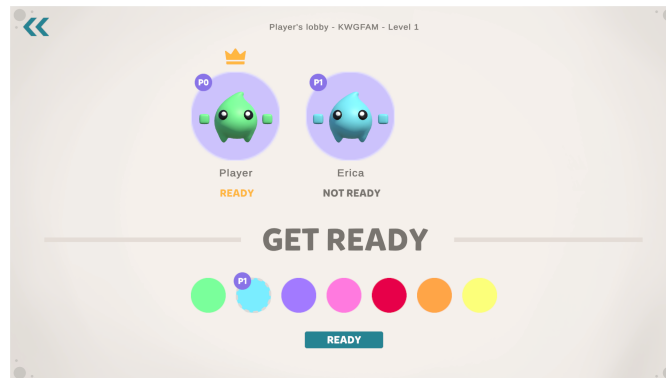 Player's lobby - KWGFAM - Level 1
P0
P1
Player
Erica
READY
NOT READY
GET READY
P1
READY